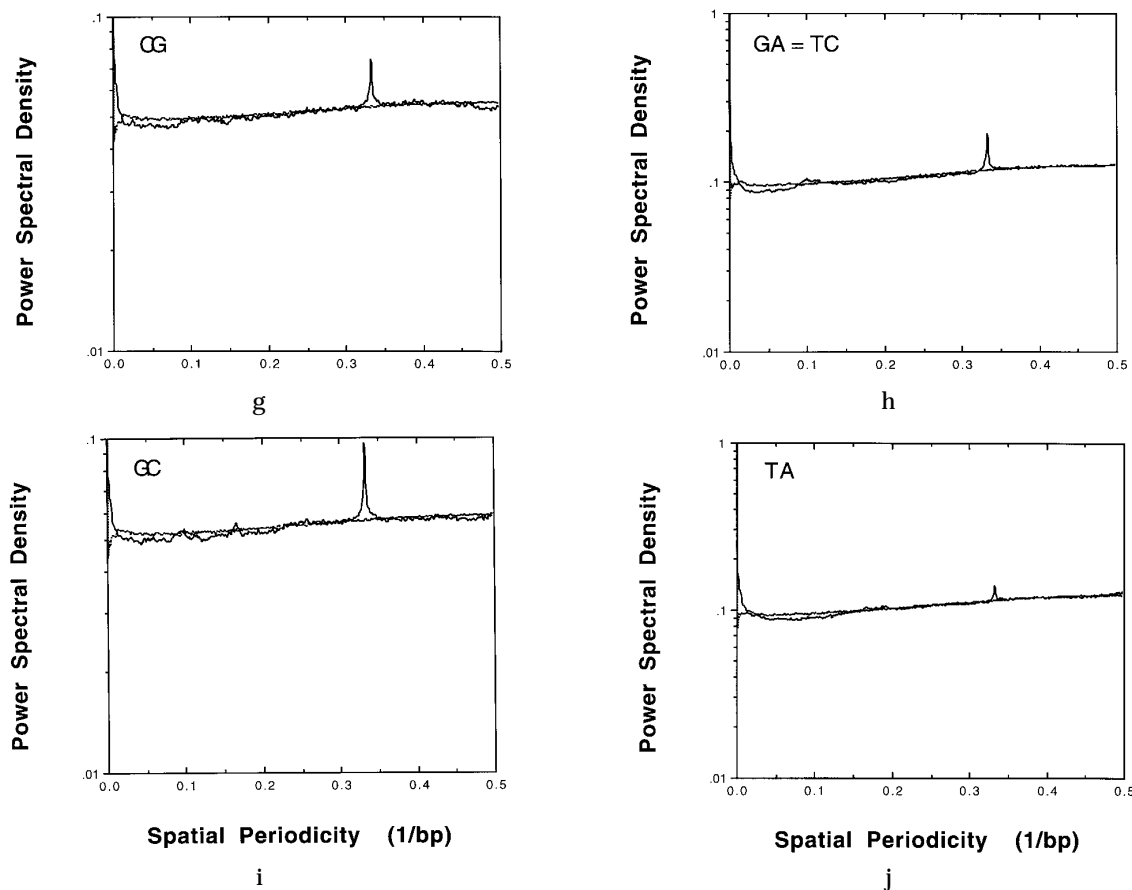 .1
CG
Power Spectral Density
.01
0.0 0.1 0.2 0.3 0.4 0.5
g
1
GA = TC
Power Spectral Density
.1
.01
0.0 0.1 0.2 0.3 0.4 0.5
h
.1
GC
Power Spectral Density
.01
0.0 0.1 0.2 0.3 0.4 0.5
Spatial Periodicity (1/bp)
i
1
TA
Power Spectral Density
.1
.01
0.0 0.1 0.2 0.3 0.4 0.5
Spatial Periodicity (1/bp)
j